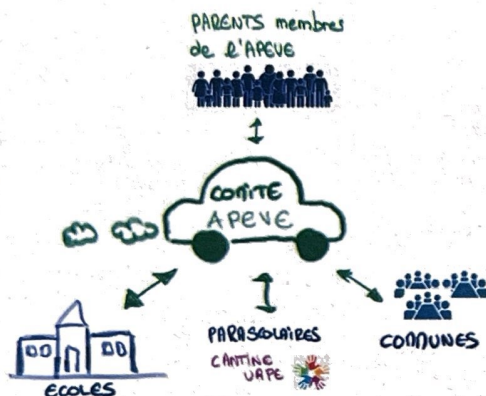 PARENTS membres
de l'APEVE
COMITE
APEVE
PARASCOLAIRES
CANTINE
UAPE
COMMUNES
ECOLES